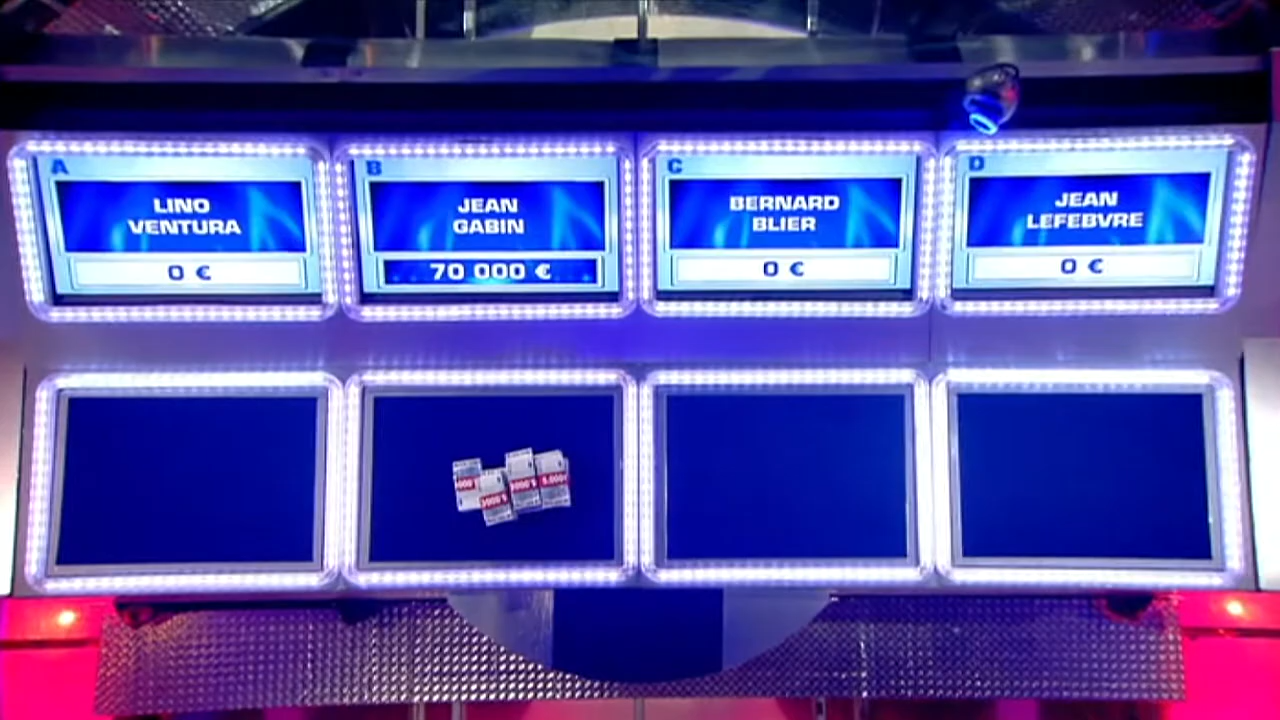 A
LINO
VENTURA
0 €
B
JEAN
GABIN
70 000 €
C
BERNARD
BLIER
0 €
D
JEAN
LEFEBVRE
0 €